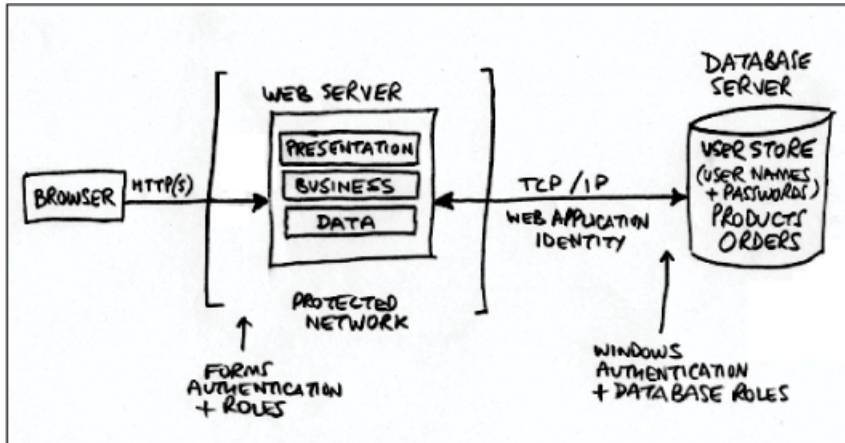 BROWSER
HTTP(S)
WEB SERVER
PRESENTATION
BUSINESS
DATA
PROTECTED
NETWORK
FORMS
AUTHENTICATION
+ ROLES
TCP/IP
WEB APPLICATION
IDENTITY
DATABASE
SERVER
USER STORE
(USER NAMES
+ PASSWORDS)
PRODUCTS
ORDERS
WINDOWS
AUTHENTICATION
+ DATABASE ROLES